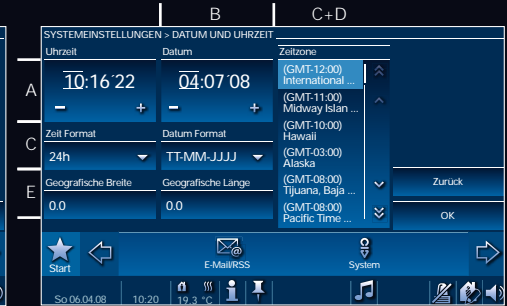 B
C+D
SYSTEMEINSTELLUNGEN > DATUM UND UHRZEIT
Uhrzeit
Datum
Zeitzone
A
10:16´22
04:07´08
- +
- +
(GMT-12:00)
International ...
(GMT-11:00)
Midway Islan ...
(GMT-10:00)
Hawaii
(GMT-03:00)
Alaska
(GMT-08:00)
Tijuana, Baja ...
(GMT-08:00)
Pacific Time ...
C
Zeit Format
Datum Format
24h
TT-MM-JJJJ
E
Geografische Breite
Geografische Länge
0.0
0.0
Zurück
OK
Start
E-Mail/RSS
System
So 06.04.08
10:20
19.3 °C